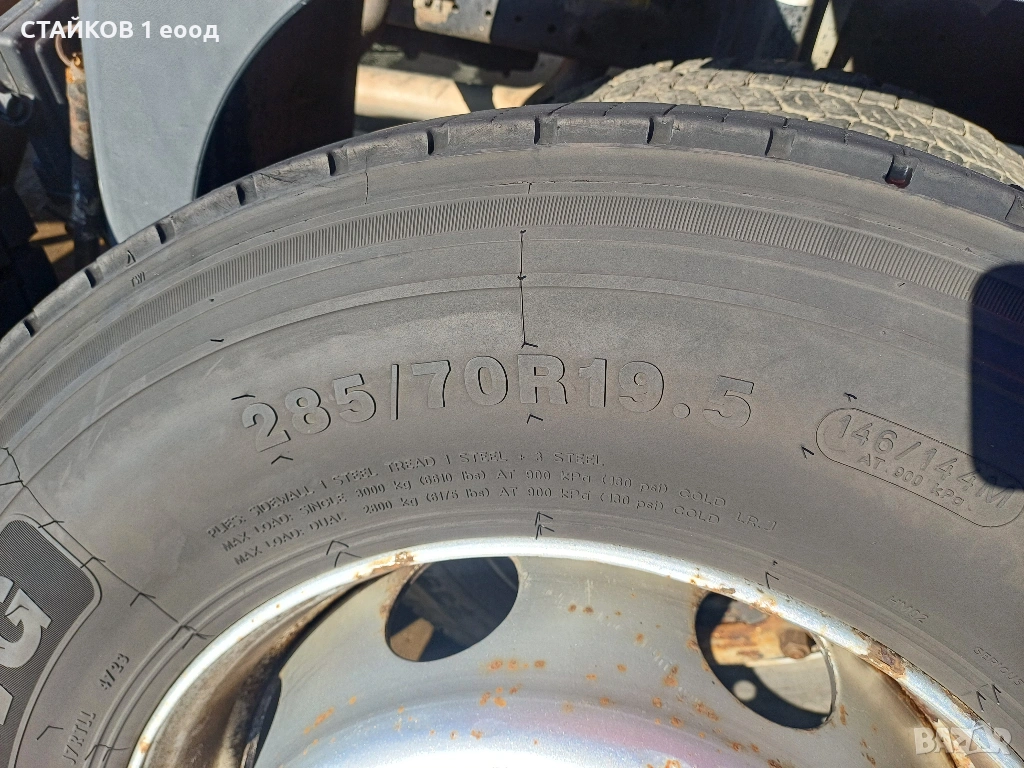 СТАЙКОВ 1 еоод
285/70R19.5
146/144M
AT 900 kPa
PLIES: SIDEWALL 1 STEEL TREAD 1 STEEL + 3 STEEL
MAX LOAD: SINGLE 3000 kg (6610 lbs) AT 900 kPa (130 psi) COLD
MAX LOAD: DUAL 2800 kg (6175 lbs) AT 900 kPa (130 psi) COLD LR.J
G
BAZAR